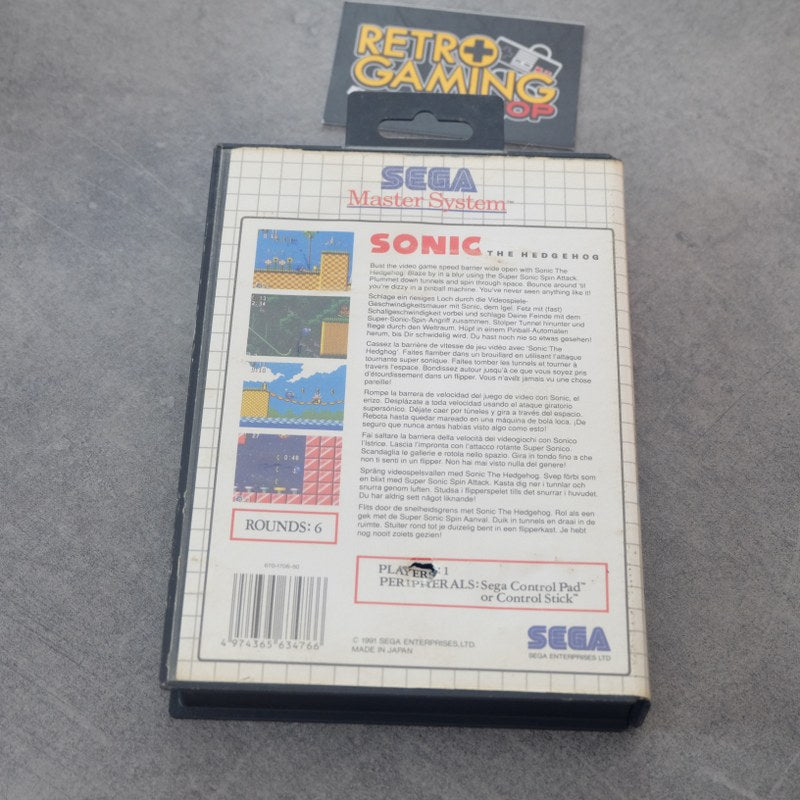 RETRO
GAMING
SEGA
Master System™
SONIC THE HEDGEHOG
Bust the video game speed barrier wide open with Sonic The
Hedgehog. Blaze by in a blur using the Super Sonic Spin Attack.
Plummet down tunnels and spin through space. Bounce around 'til
you're dizzy in a pinball machine. You've never seen anything like it!
Schlage ein riesiges Loch durch die Videospiele-
Geschwindigkeitsmauer mit Sonic, dem Igel. Fetz mit (fast)
Schallgeschwindigkeit vorbei und schlage Deine Feinde mit dem
Super-Sonic-Spin-Angriff zusammen. Stolper Tunnel hinunter und
fliege durch den Weltraum. Hüpf in einem Pinball-Automaten
herum, bis Dir schwindelig wird. Du hast noch nie so etwas gesehen!
Cassez la barrière de vitesse de jeu vidéo avec 'Sonic The
Hedghog'. Faites flamber dans un brouillard en utilisant l'attaque
tournante super sonique. Faites tomber les tunnels et tourner à
travers l'espace. Bondissez autour jusqu'à ce que vous soyiz pris
d'étourdissement dans un flipper. Vous n'avez jamais vu une chose
pareille!
Rompe la barrera de velocidad del juego de video con Sonic, el
erizo. Desplázate a toda velocidad usando el ataque giratorio
supersónico. Déjate caer por túneles y gira a través del espacio.
Rebota hasta quedar mareado en una máquina de bola loca. ¡De
seguro que nunca antes habías visto algo como esto!
Fai saltare la barriera della velocità dei videogiochi con Sonico
l'Istrice. Lascia l'impronta con l'attacco rotante Super Sonico.
Scandaglia le gallerie e rotola nello spazio. Gira in tondo fino a che
non ti senti in un flipper. Non hai mai visto nulla del genere!
Spräng videospelsvallen med Sonic The Hedgehog. Svep förbi som
en blixt med Super Sonic Spin Attack. Kasta dig ner i tunnlar och
snurra genom luften. Studsa i flipperspelet tills det snurrar i huvudet.
Du har aldrig sett något liknande!
Flits door de snelheidsgrens met Sonic The Hedgehog. Rol als een
gek met de Super Sonic Spin Aanval. Duik in tunnels en draai in de
ruimte. Stuiter rond tot je duizelig bent in een flipperkast. Je hebt
nog nooit zoiets gezien!
ROUNDS: 6
PLAYERS: 1
PERIPHERALS: Sega Control Pad™
or Control Stick™
4 974365 634766
© 1991 SEGA ENTERPRISES, LTD.
MADE IN JAPAN
SEGA
SEGA ENTERPRISES LTD